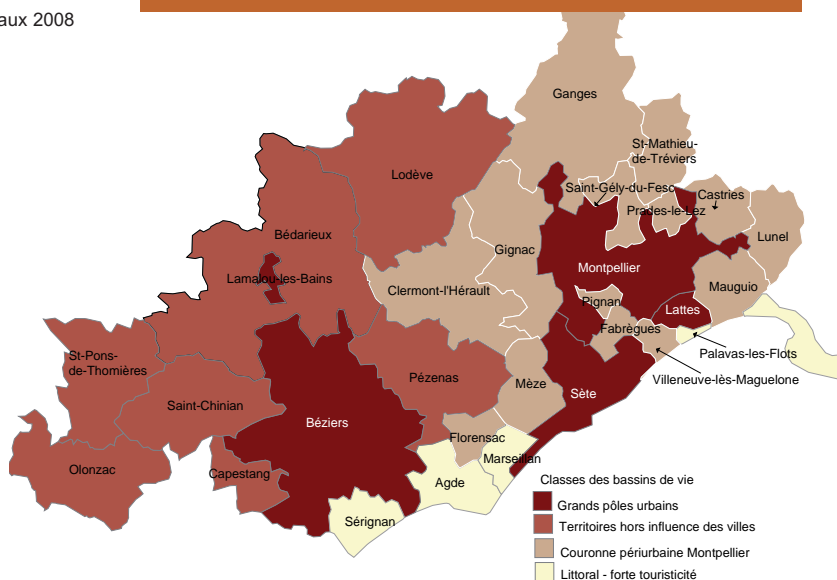 aux 2008
Ganges
St-Mathieu-
de-Tréviers
Lodève
Saint-Gély-du-Fesc
Castries
Prades-le-Lez
Bédarieux
Lunel
Gignac
Montpellier
Lamalou-les-Bains
Clermont-l'Hérault
Mauguio
Pignan
Lattes
Fabrègues
St-Pons-
de-Thomières
Palavas-les-Flots
Pézenas
Mèze
Villeneuve-lès-Maguelone
Sète
Saint-Chinian
Béziers
Florensac
Marseillan
Olonzac
Capestang
Agde
Sérignan
Classes des bassins de vie
Grands pôles urbains
Territoires hors influence des villes
Couronne périurbaine Montpellier
Littoral - forte touristicité